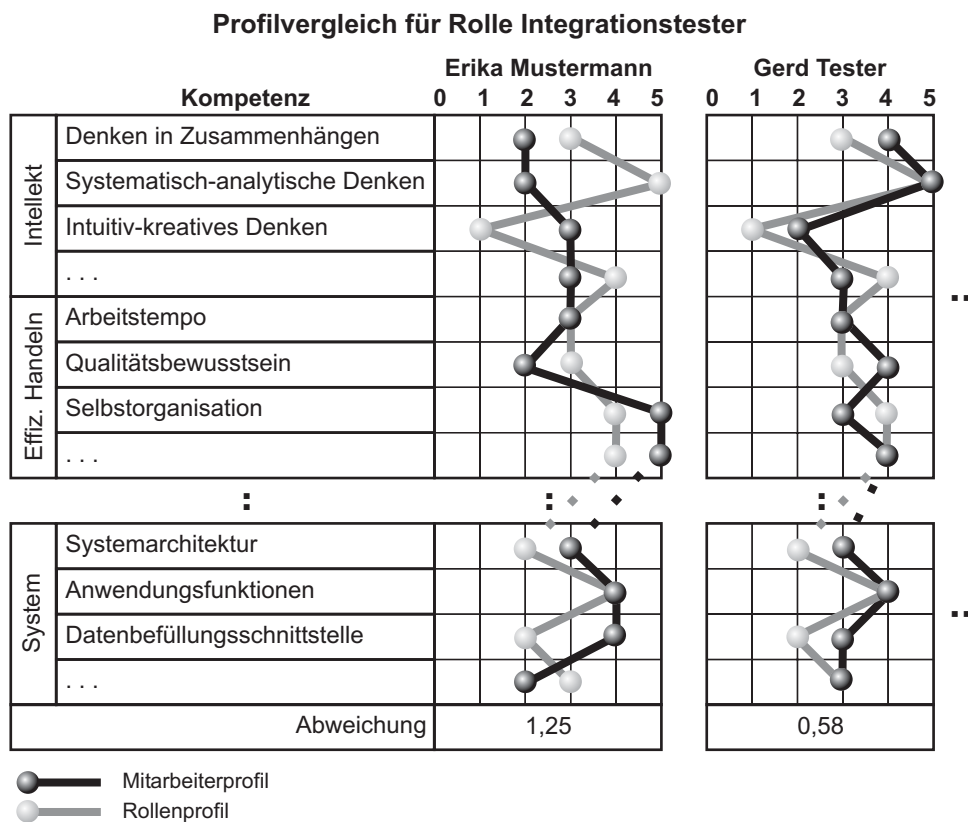 Profilvergleich für Rolle Integrationstester
Erika Mustermann
Gerd Tester
Kompetenz
0 1 2 3 4 5
0 1 2 3 4 5
Intellekt
Denken in Zusammenhängen
Systematisch-analytische Denken
Intuitiv-kreatives Denken
. . .
Effiz. Handeln
Arbeitstempo
Qualitätsbewusstsein
Selbstorganisation
. . .
System
Systemarchitektur
Anwendungsfunktionen
Datenbefüllungsschnittstelle
. . .
Abweichung 1,25 0,58
Mitarbeiterprofil
Rollenprofil